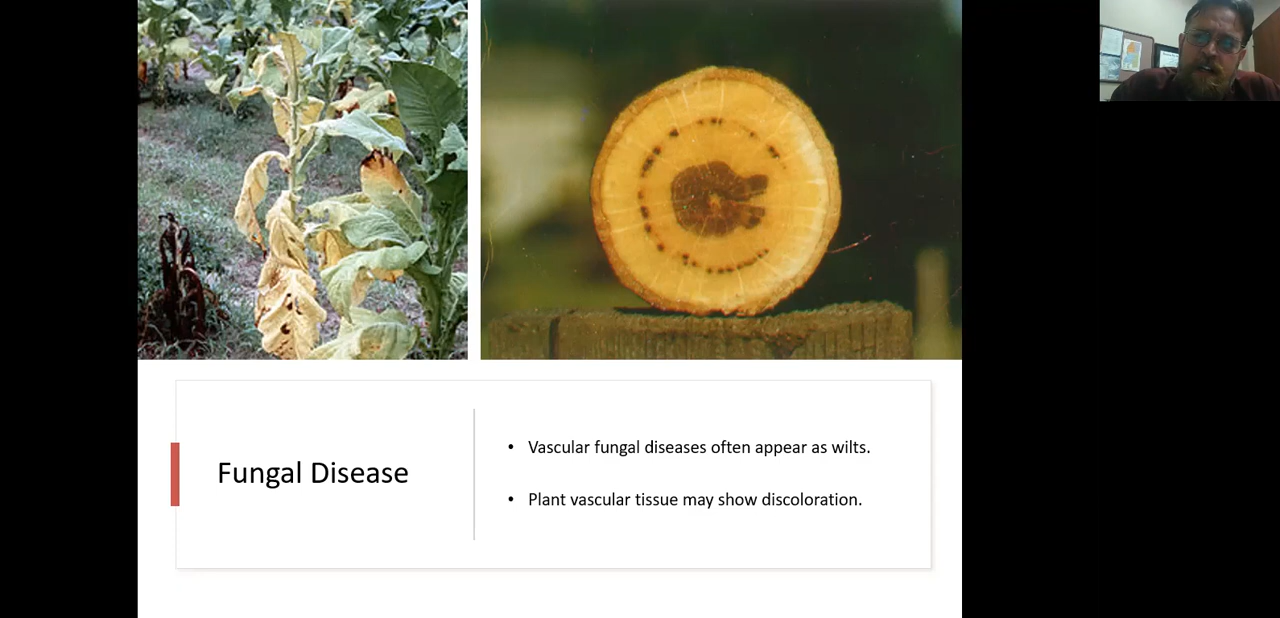 Fungal Disease
• Vascular fungal diseases often appear as wilts.
• Plant vascular tissue may show discoloration.